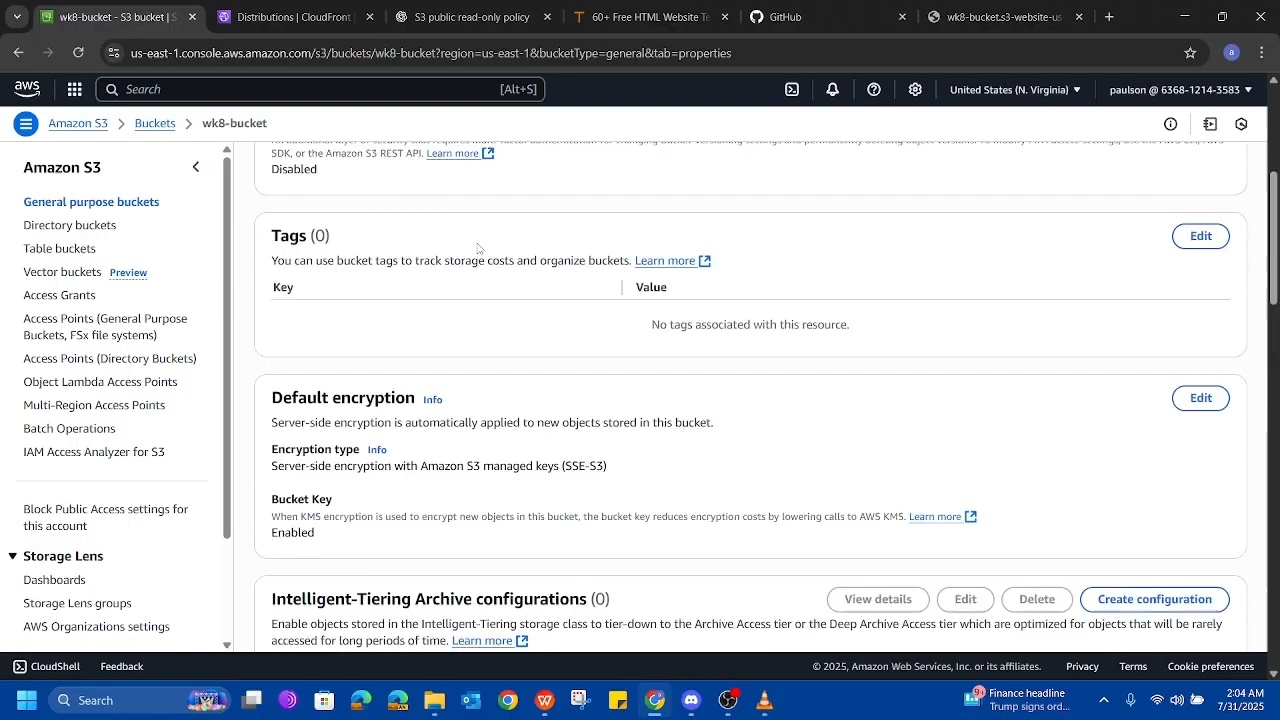 wk8-bucket - S3 bucket | S
Distributions | CloudFront
S3 public read-only policy
60+ Free HTML Website Te
GitHub
wk8-bucket.s3-website-us
us-east-1.console.aws.amazon.com/s3/buckets/wk8-bucket?region=us-east-1&bucketType=general&tab=properties
a
aws
Search
[Alt+S]
United States (N. Virginia)
paulson @ 6368-1214-3583
Amazon S3
Buckets
wk8-bucket
Amazon S3
General purpose buckets
Directory buckets
Table buckets
Vector buckets Preview
Access Grants
Access Points (General Purpose
Buckets, FSx file systems)
Access Points (Directory Buckets)
Object Lambda Access Points
Multi-Region Access Points
Batch Operations
IAM Access Analyzer for S3
Block Public Access settings for
this account
Storage Lens
Dashboards
Storage Lens groups
AWS Organizations settings
SDK, or the Amazon S3 REST API. Learn more
Disabled
Tags (0)
Edit
You can use bucket tags to track storage costs and organize buckets. Learn more
Key
Value
No tags associated with this resource.
Default encryption Info
Edit
Server-side encryption is automatically applied to new objects stored in this bucket.
Encryption type Info
Server-side encryption with Amazon S3 managed keys (SSE-S3)
Bucket Key
When KMS encryption is used to encrypt new objects in this bucket, the bucket key reduces encryption costs by lowering calls to AWS KMS. Learn more
Enabled
Intelligent-Tiering Archive configurations (0)
View details
Edit
Delete
Create configuration
Enable objects stored in the Intelligent-Tiering storage class to tier-down to the Archive Access tier or the Deep Archive Access tier which are optimized for objects that will be rarely
accessed for long periods of time. Learn more
CloudShell
Feedback
© 2025, Amazon Web Services, Inc. or its affiliates.
Privacy
Terms
Cookie preferences
Search
Finance headline
Trump signs ord...
2:04 AM
7/31/2025